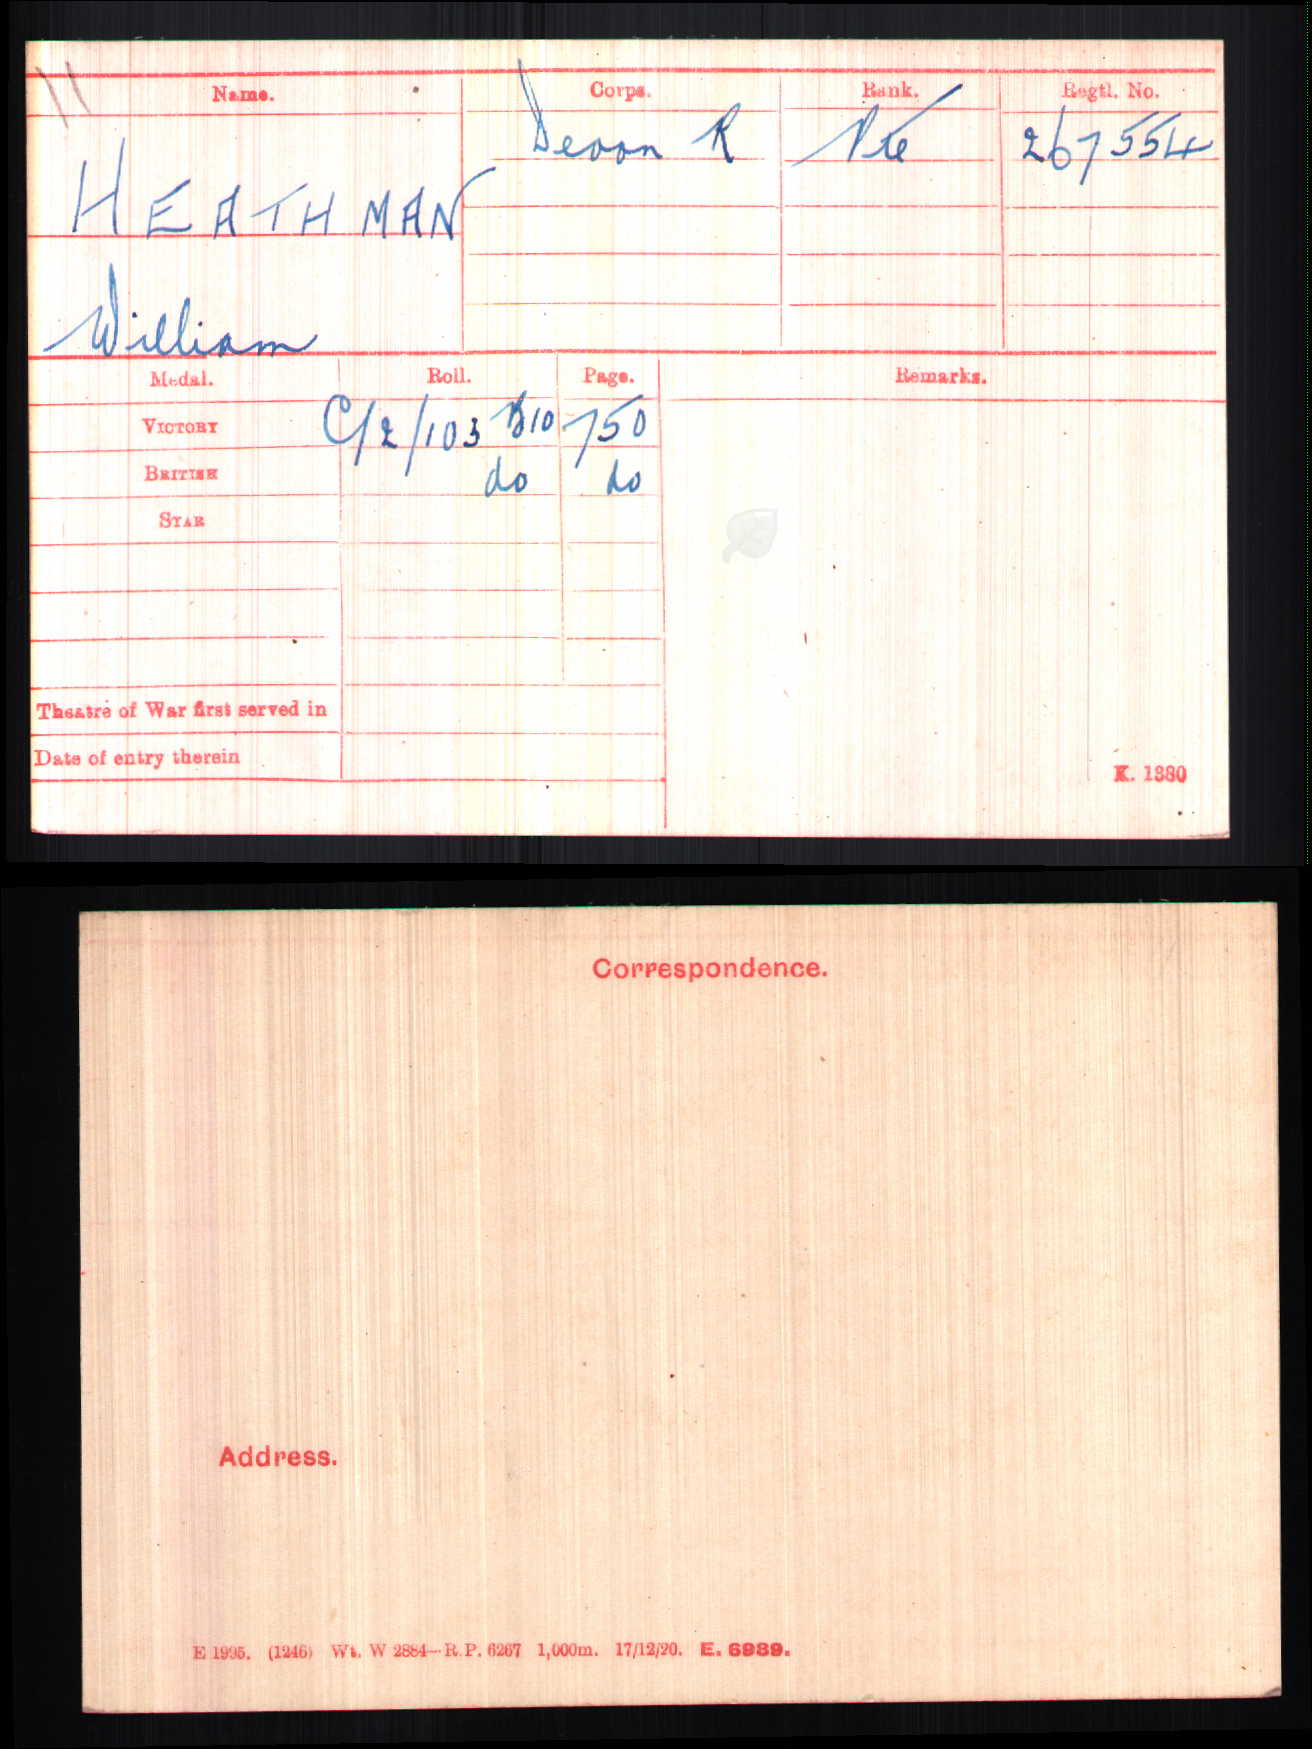 Name. Corps. Rank. Regtl. No.
Devon R Pte 267554
HEATHMAN
William
Medal. Roll. Page. Remarks.
VICTORY C/2/103 B10 750
BRITISH do do
STAR
Theatre of War first served in
Date of entry therein
K. 1380
Correspondence.
Address.
E 1995. (1246) Wt. W 2884—R.P. 6267 1,000m. 17/12/20. E. 6989.